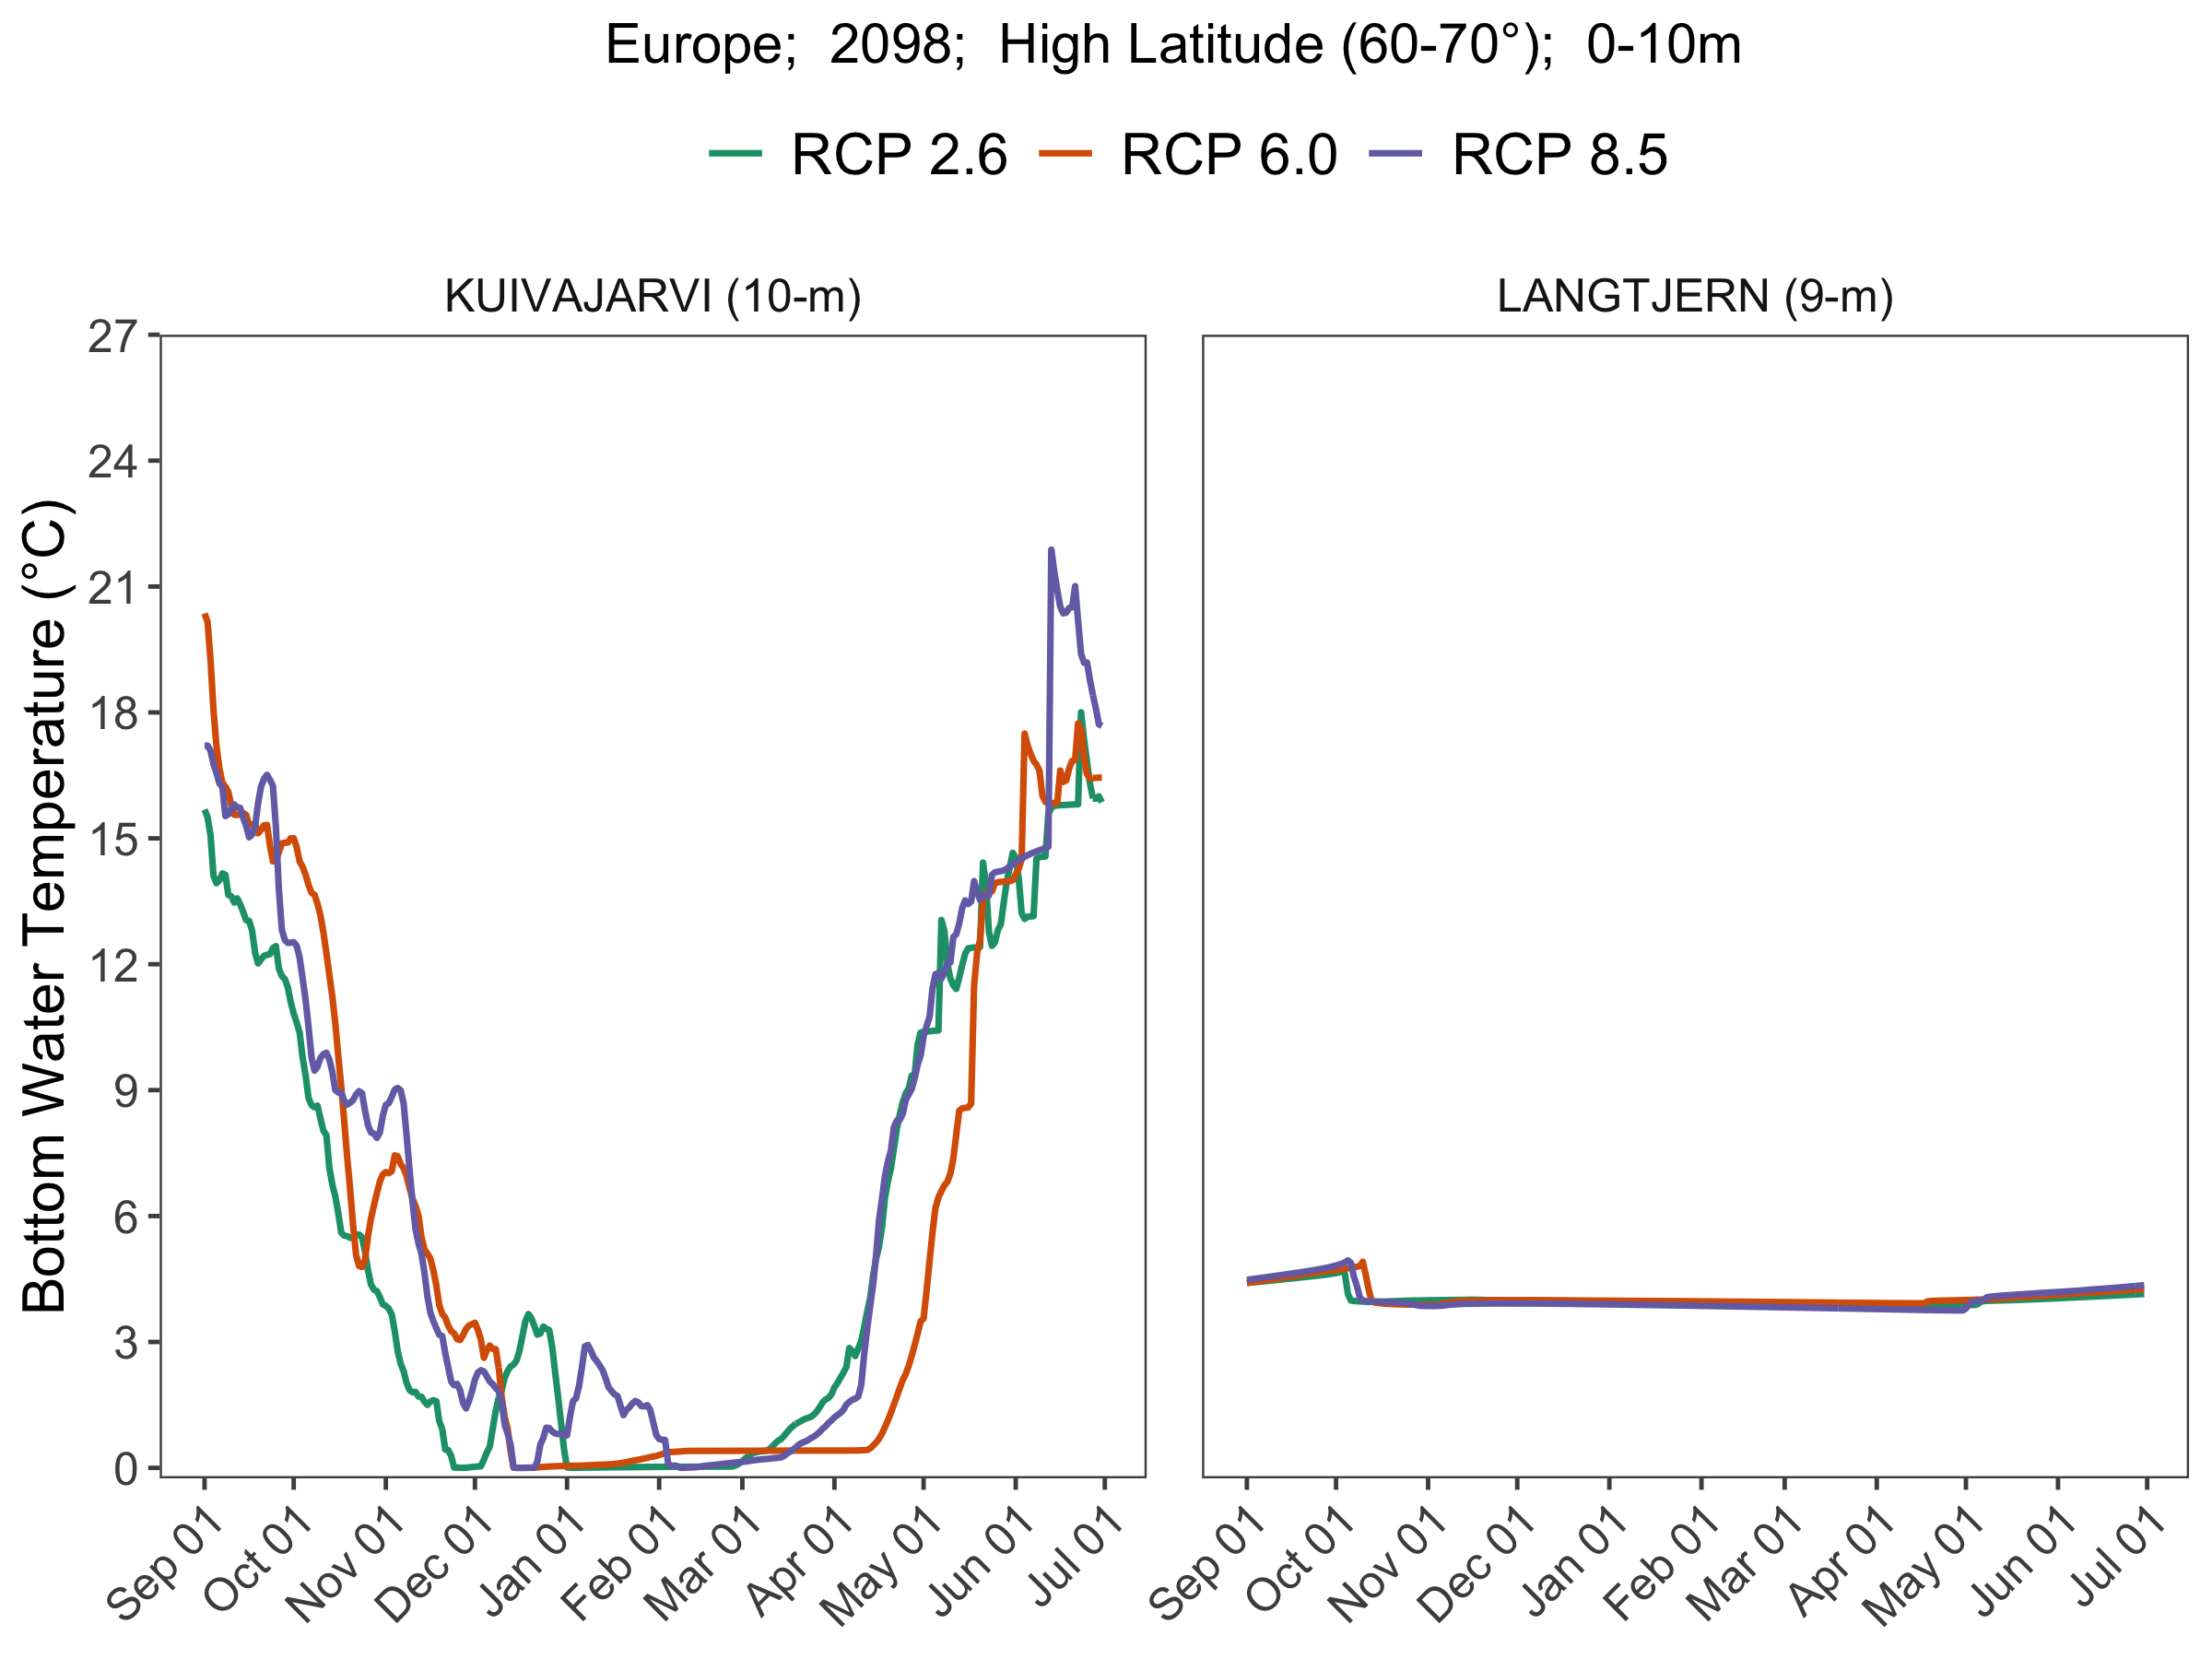 Europe;  2098;  High Latitude (60-70°);  0-10m
RCP 2.6 RCP 6.0 RCP 8.5
KUIVAJARVI (10-m)
LANGTJERN (9-m)
Bottom Water Temperature (°C)
27
24
21
18
15
12
9
6
3
0
Sep 01 Oct 01 Nov 01 Dec 01 Jan 01 Feb 01 Mar 01 Apr 01 May 01 Jun 01 Jul 01
Sep 01 Oct 01 Nov 01 Dec 01 Jan 01 Feb 01 Mar 01 Apr 01 May 01 Jun 01 Jul 01